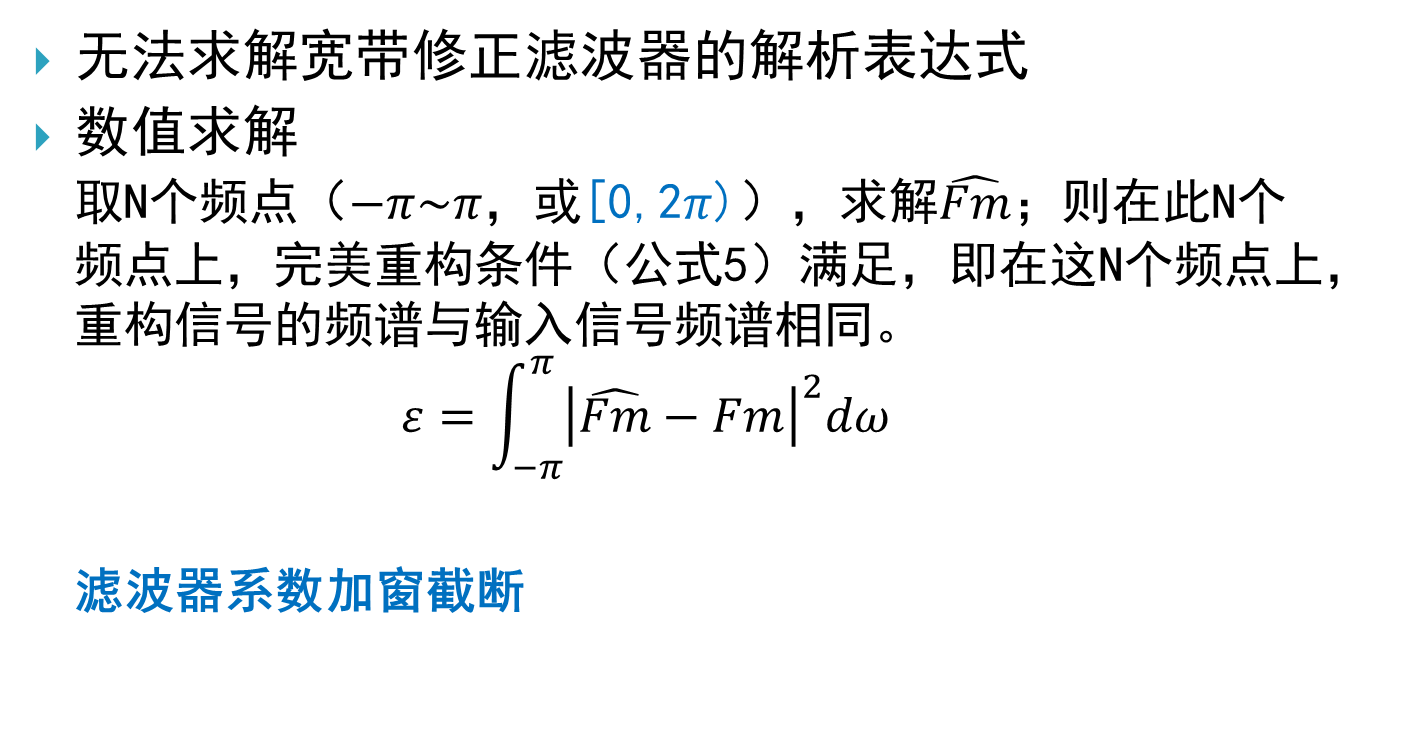 无法求解宽带修正滤波器的解析表达式
数值求解
取N个频点（−π~π，或[0,2π)），求解\widehat{Fm}；则在此N个
频点上，完美重构条件（公式5）满足，即在这N个频点上，
重构信号的频谱与输入信号频谱相同。
ε = ∫_{−π}^{π} |\widehat{Fm} − Fm|² dω
滤波器系数加窗截断